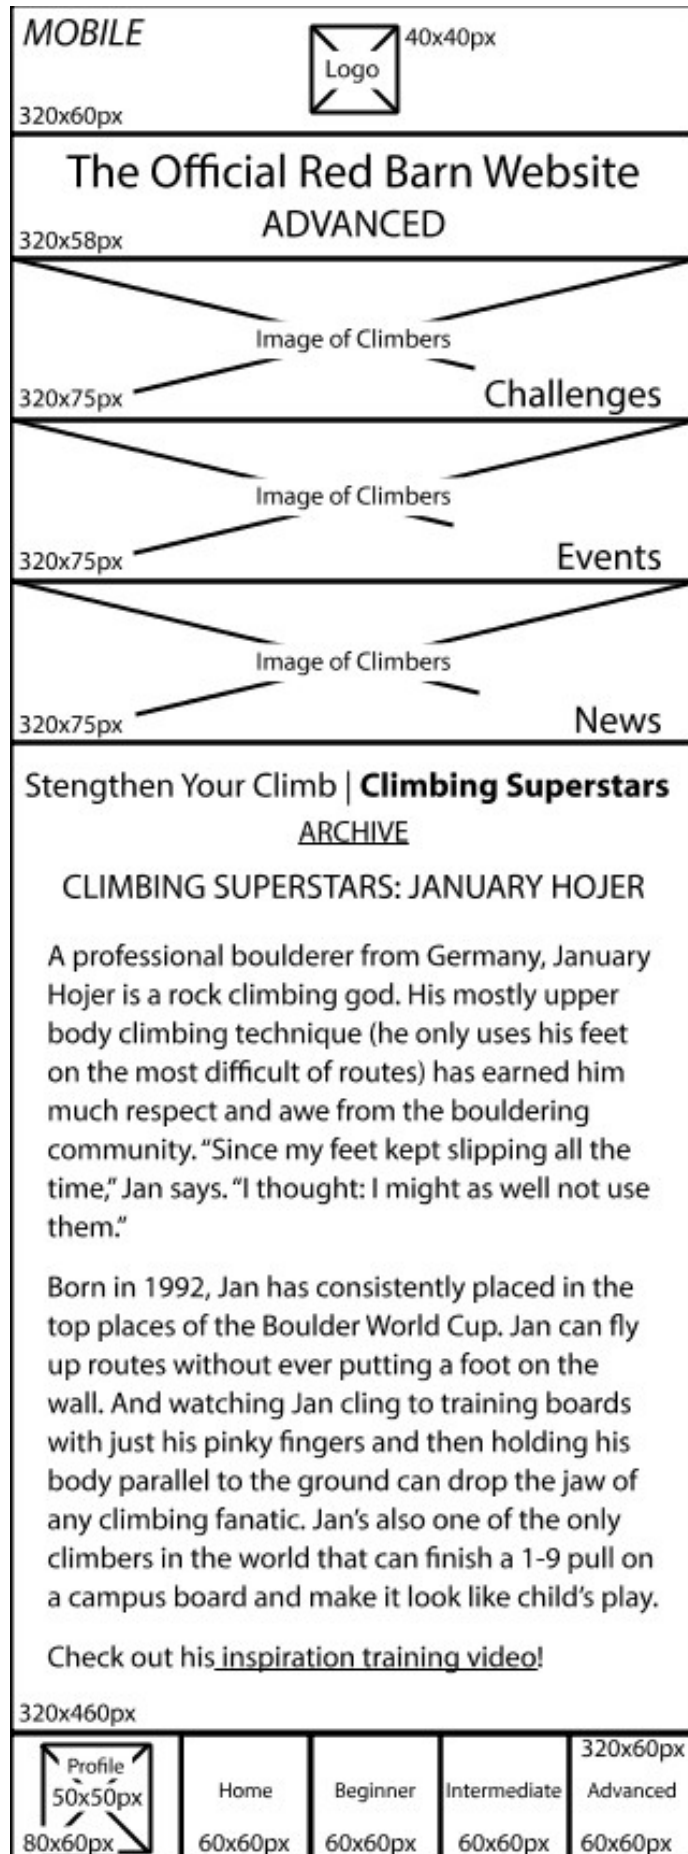 MOBILE
40x40px
Logo
320x60px
The Official Red Barn Website
ADVANCED
320x58px
Image of Climbers
320x75px
Challenges
Image of Climbers
320x75px
Events
Image of Climbers
320x75px
News
Stengthen Your Climb | Climbing Superstars
ARCHIVE
CLIMBING SUPERSTARS: JANUARY HOJER
A professional boulderer from Germany, January
Hojer is a rock climbing god. His mostly upper
body climbing technique (he only uses his feet
on the most difficult of routes) has earned him
much respect and awe from the bouldering
community. “Since my feet kept slipping all the
time,” Jan says. “I thought: I might as well not use
them.”
Born in 1992, Jan has consistently placed in the
top places of the Boulder World Cup. Jan can fly
up routes without ever putting a foot on the
wall. And watching Jan cling to training boards
with just his pinky fingers and then holding his
body parallel to the ground can drop the jaw of
any climbing fanatic. Jan’s also one of the only
climbers in the world that can finish a 1-9 pull on
a campus board and make it look like child’s play.
Check out his inspiration training video!
320x460px
320x60px
Profile
50x50px
80x60px
Home
60x60px
Beginner
60x60px
Intermediate
60x60px
Advanced
60x60px